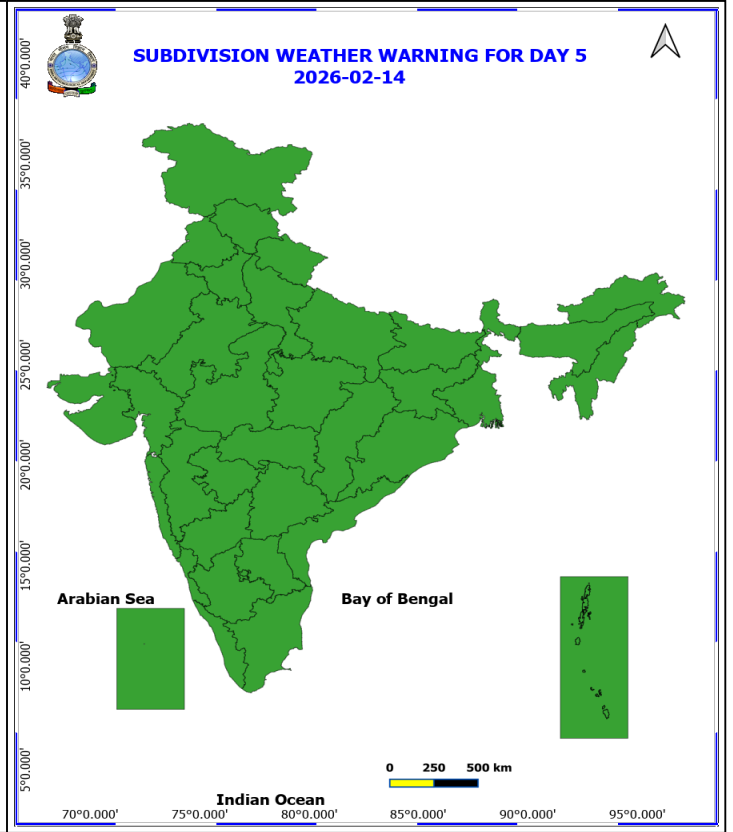 SUBDIVISION WEATHER WARNING FOR DAY 5
2026-02-14
40°0.000'
35°0.000'
30°0.000'
25°0.000'
20°0.000'
15°0.000'
10°0.000'
5°0.000'
Arabian Sea
Bay of Bengal
0 250 500 km
Indian Ocean
70°0.000' 75°0.000' 80°0.000' 85°0.000' 90°0.000' 95°0.000'